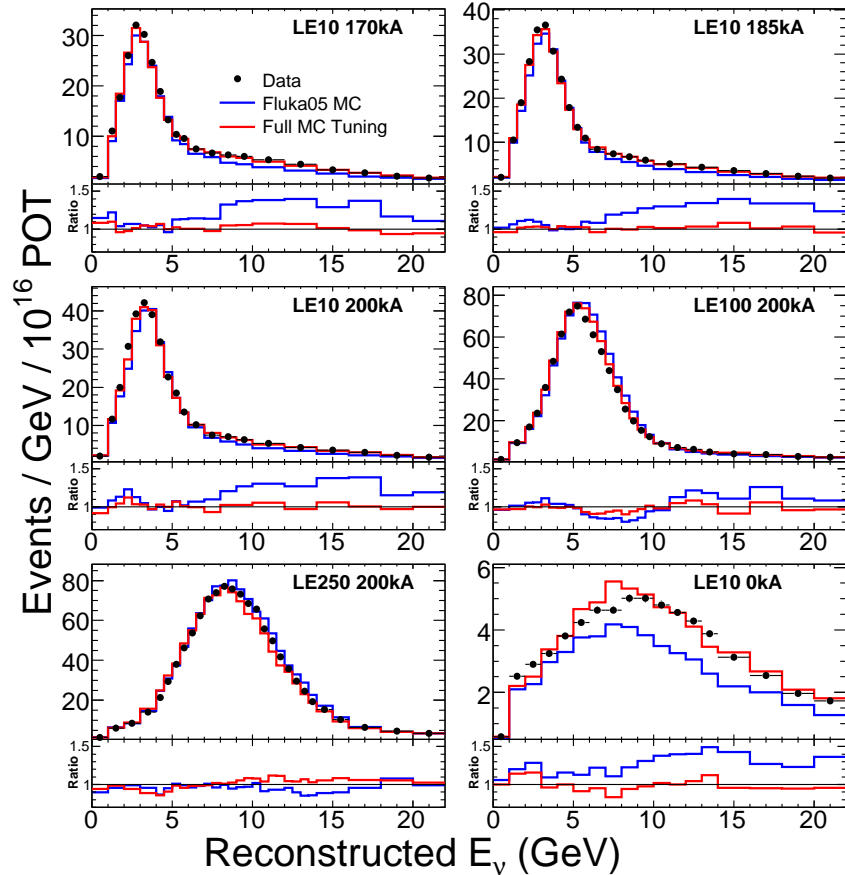 Events / GeV / 10^16 POT
LE10 170kA
Data
Fluka05 MC
Full MC Tuning
30
20
10
Ratio
1.5
1
0 5 10 15 20
LE10 185kA
40
30
20
10
Ratio
1.5
1
0 5 10 15 20
LE10 200kA
40
30
20
10
Ratio
1.5
1
0 5 10 15 20
LE100 200kA
80
60
40
20
Ratio
1.5
1
0 5 10 15 20
LE250 200kA
80
60
40
20
Ratio
1.5
1
0 5 10 15 20
LE10 0kA
6
4
2
Ratio
1.5
1
0 5 10 15 20
Reconstructed E_ν (GeV)